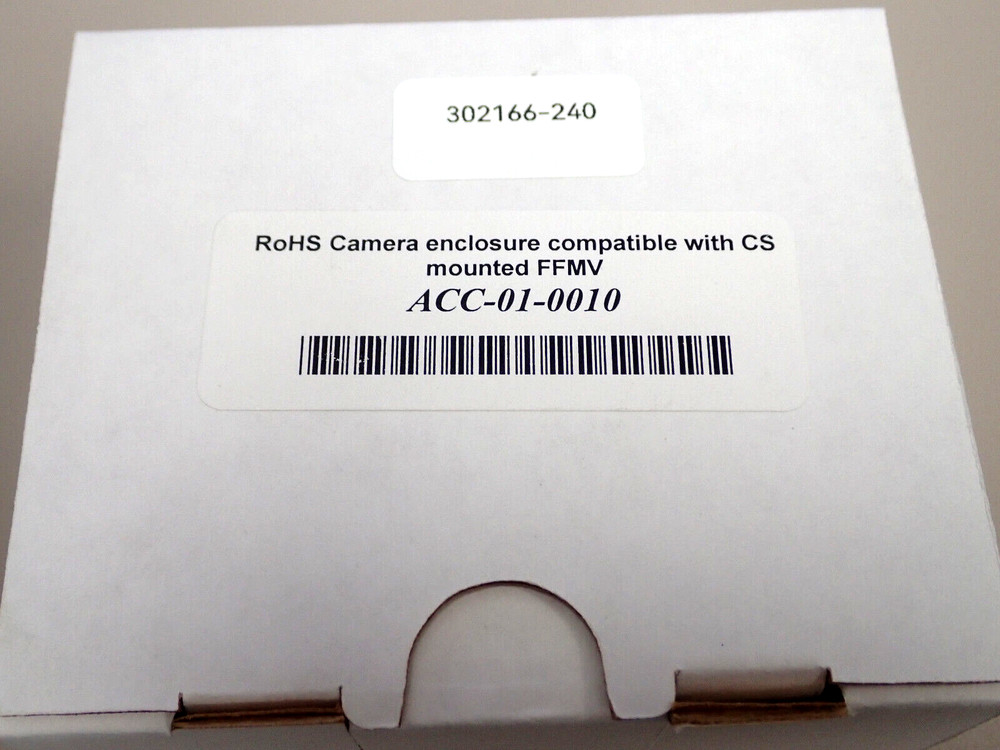 302166-240
RoHS Camera enclosure compatible with CS
mounted FFMV
ACC-01-0010